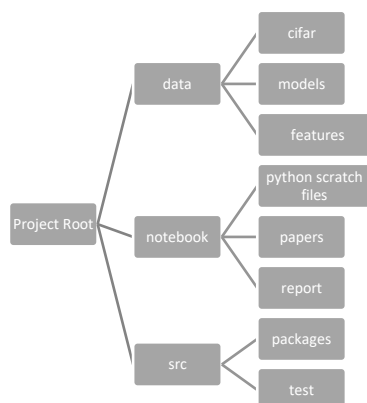 Project Root
data
cifar
models
features
notebook
python scratch
files
papers
report
src
packages
test